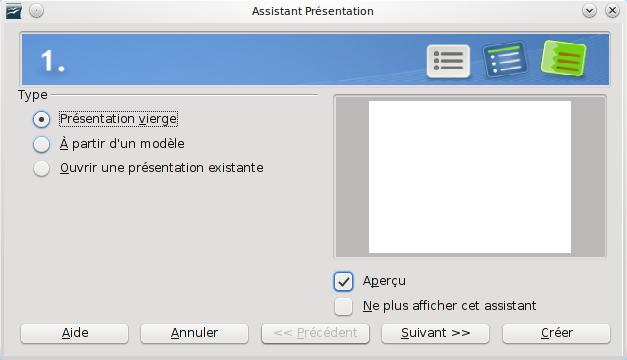 Assistant Présentation
1.
Type
Présentation vierge
À partir d'un modèle
Ouvrir une présentation existante
Aperçu
Ne plus afficher cet assistant
Aide
Annuler
<< Précédent
Suivant >>
Créer